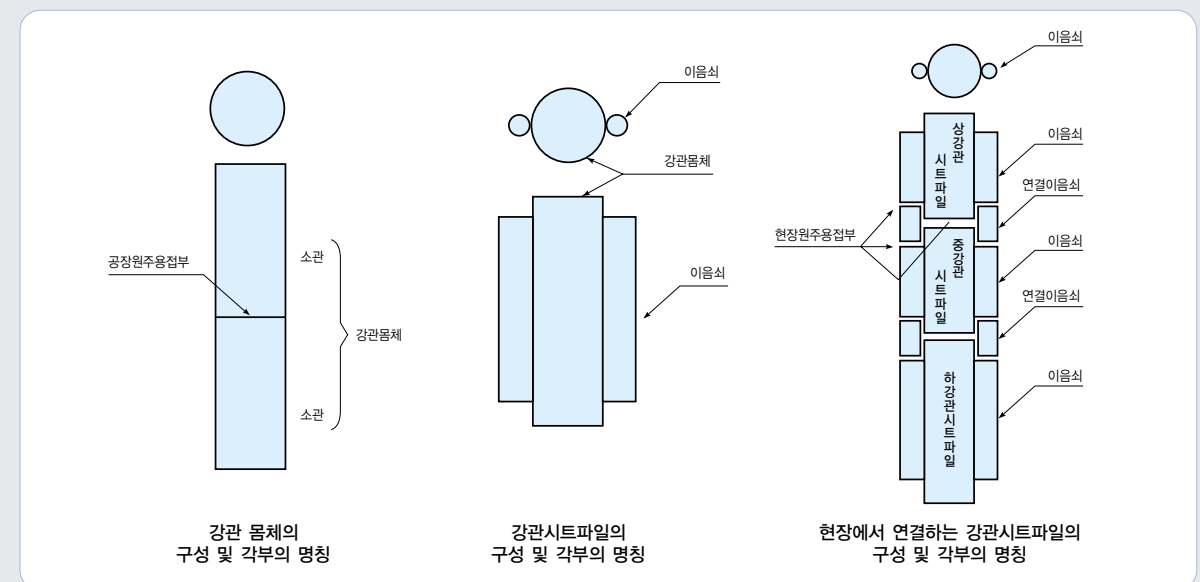 공장원주용접부
소관
강관몸체
소관
강관 몸체의
구성 및 각부의 명칭
이음쇠
강관몸체
이음쇠
강관시트파일의
구성 및 각부의 명칭
이음쇠
상강관
시트파일
이음쇠
연결이음쇠
현장원주용접부
중강관
시트파일
이음쇠
연결이음쇠
하강관시트파일
이음쇠
현장에서 연결하는 강관시트파일의
구성 및 각부의 명칭